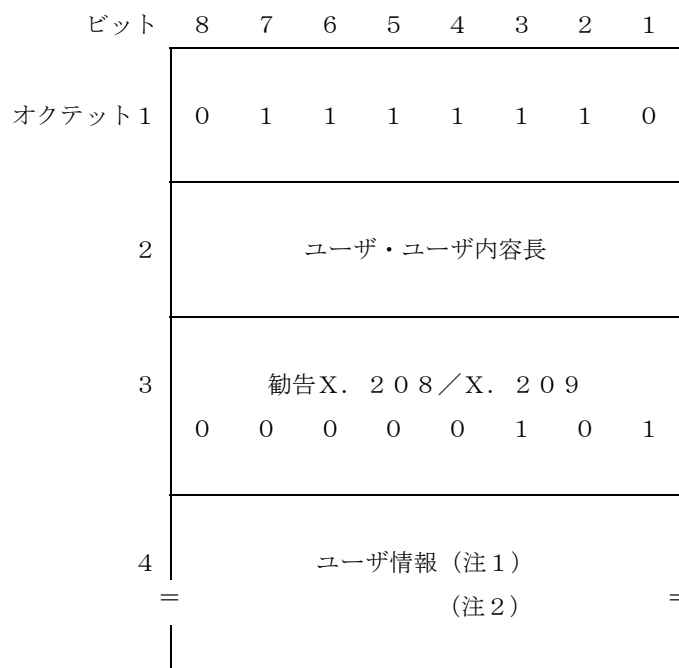 ビット 8 7 6 5 4 3 2 1
オクテット1 0 1 1 1 1 1 1 0
2 ユーザ・ユーザ内容長
3 勧告X.208/X.209
0 0 0 0 0 1 0 1
4 ユーザ情報(注1)
= (注2) =